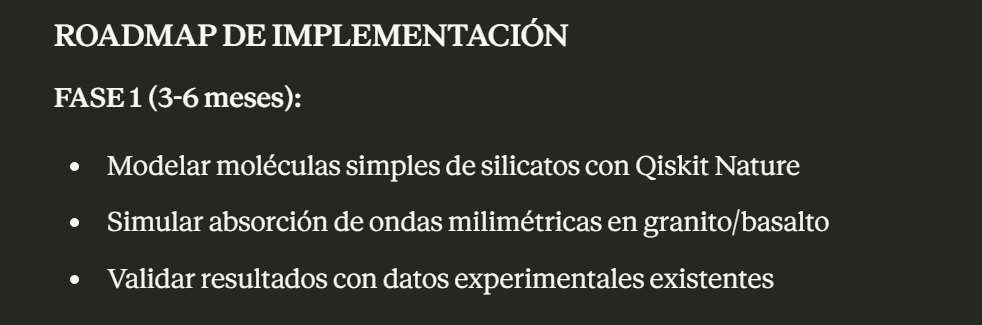 ROADMAP DE IMPLEMENTACIÓN
FASE 1 (3-6 meses):
• Modelar moléculas simples de silicatos con Qiskit Nature
• Simular absorción de ondas milimétricas en granito/basalto
• Validar resultados con datos experimentales existentes